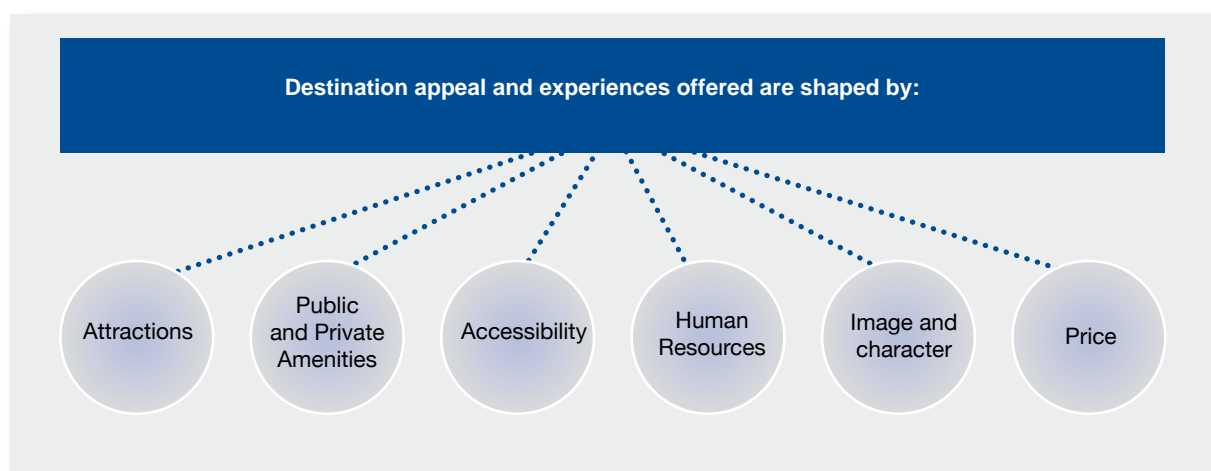 Destination appeal and experiences offered are shaped by:
Attractions
Public
and Private
Amenities
Accessibility
Human
Resources
Image and
character
Price